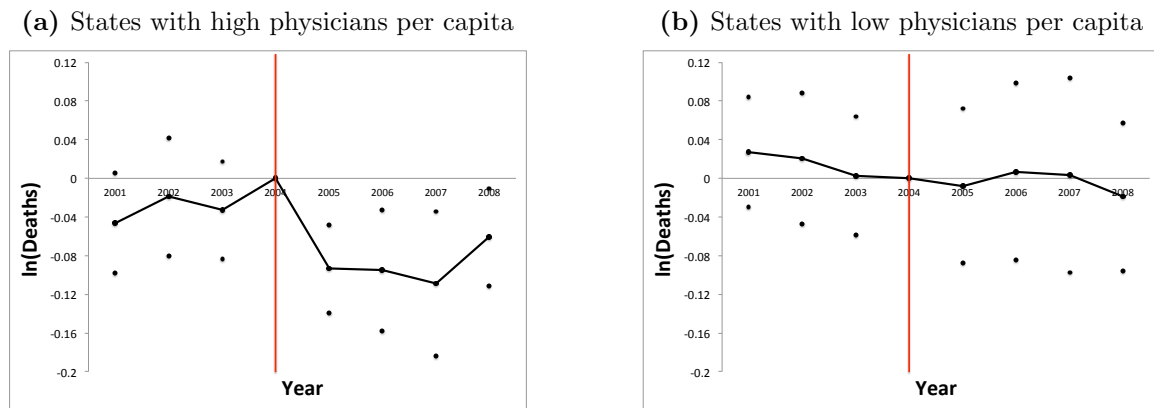 (a) States with high physicians per capita
0.12
0.08
0.04
0
-0.04
-0.08
-0.12
-0.16
-0.2
2001 2002 2003 2004 2005 2006 2007 2008
ln(Deaths)
Year
(b) States with low physicians per capita
0.12
0.08
0.04
0
-0.04
-0.08
-0.12
-0.16
-0.2
2001 2002 2003 2004 2005 2006 2007 2008
ln(Deaths)
Year